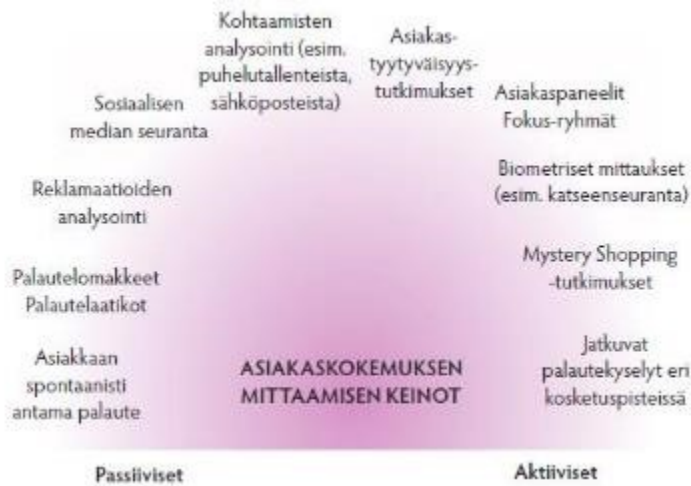 Kohtaamisten
analysointi (esim.
puhelutallenteista,
sähköposteista)
Asiakas-
tyytyväisyys-
tutkimukset
Sosiaalisen
median seuranta
Asiakaspaneelit
Fokus-ryhmät
Reklamaatioiden
analysointi
Biometriset mittaukset
(esim. katseenseuranta)
Palautelomakkeet
Palautelaatikot
Mystery Shopping
-tutkimukset
Asiakkaan
spontaanisti
antama palaute
ASIAKASKOKEMUKSEN
MITTAAMISEN KEINOT
Jatkuvat
palautekyselyt eri
kosketuspisteissä
Passiiviset
Aktiiviset